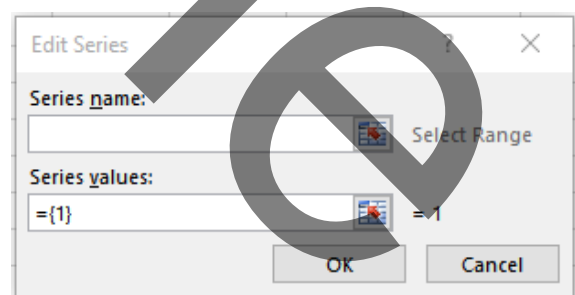 Edit Series ? ×
Series name:
Select Range
Series values:
={1} = 1
OK Cancel